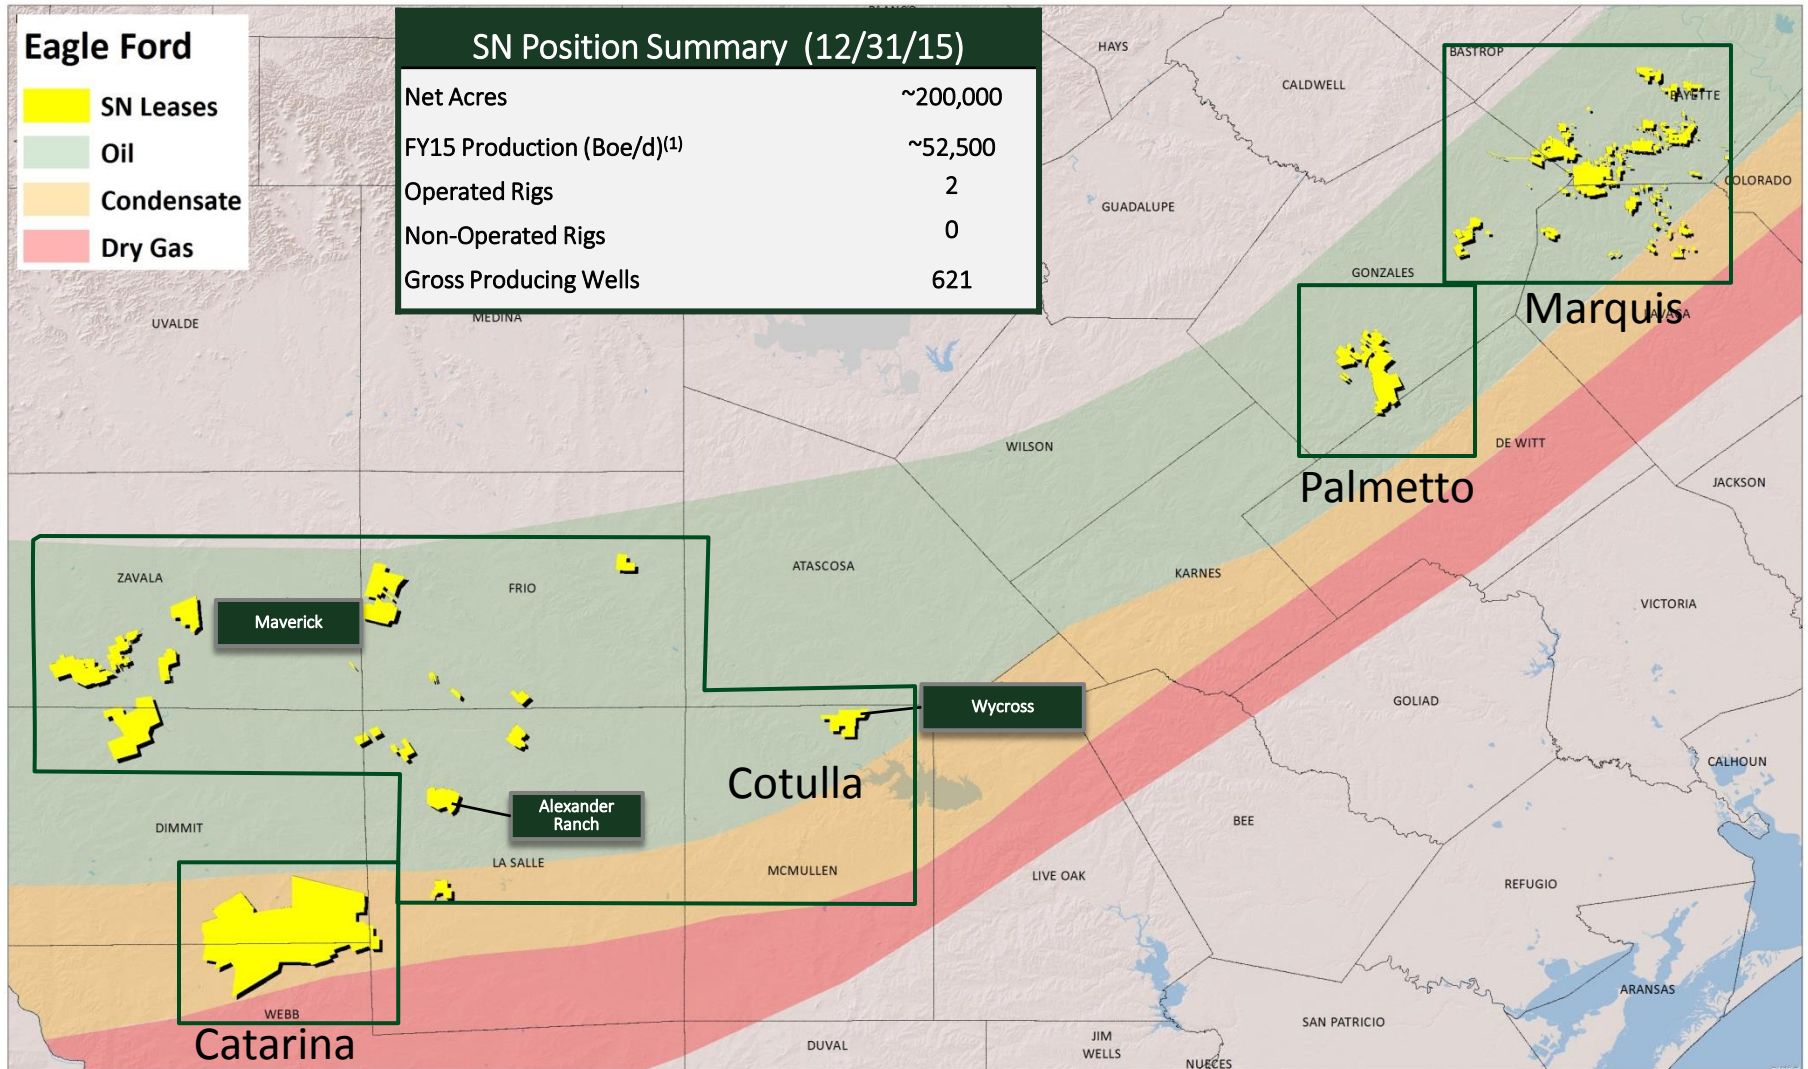 Eagle Ford
SN Leases
Oil
Condensate
Dry Gas
SN Position Summary (12/31/15)
Net Acres ~200,000
FY15 Production (Boe/d)(1) ~52,500
Operated Rigs 2
Non-Operated Rigs 0
Gross Producing Wells 621
HAYS
CALDWELL
BASTROP
FAYETTE
COLORADO
GUADALUPE
GONZALES
Marquis
LAVACA
UVALDE
MEDINA
WILSON
DE WITT
Palmetto
JACKSON
ZAVALA
FRIO
ATASCOSA
KARNES
VICTORIA
Maverick
Wycross
GOLIAD
Cotulla
CALHOUN
Alexander
Ranch
DIMMIT
LA SALLE
MCMULLEN
BEE
LIVE OAK
REFUGIO
ARANSAS
WEBB
Catarina
DUVAL
JIM
WELLS
SAN PATRICIO
NUECES